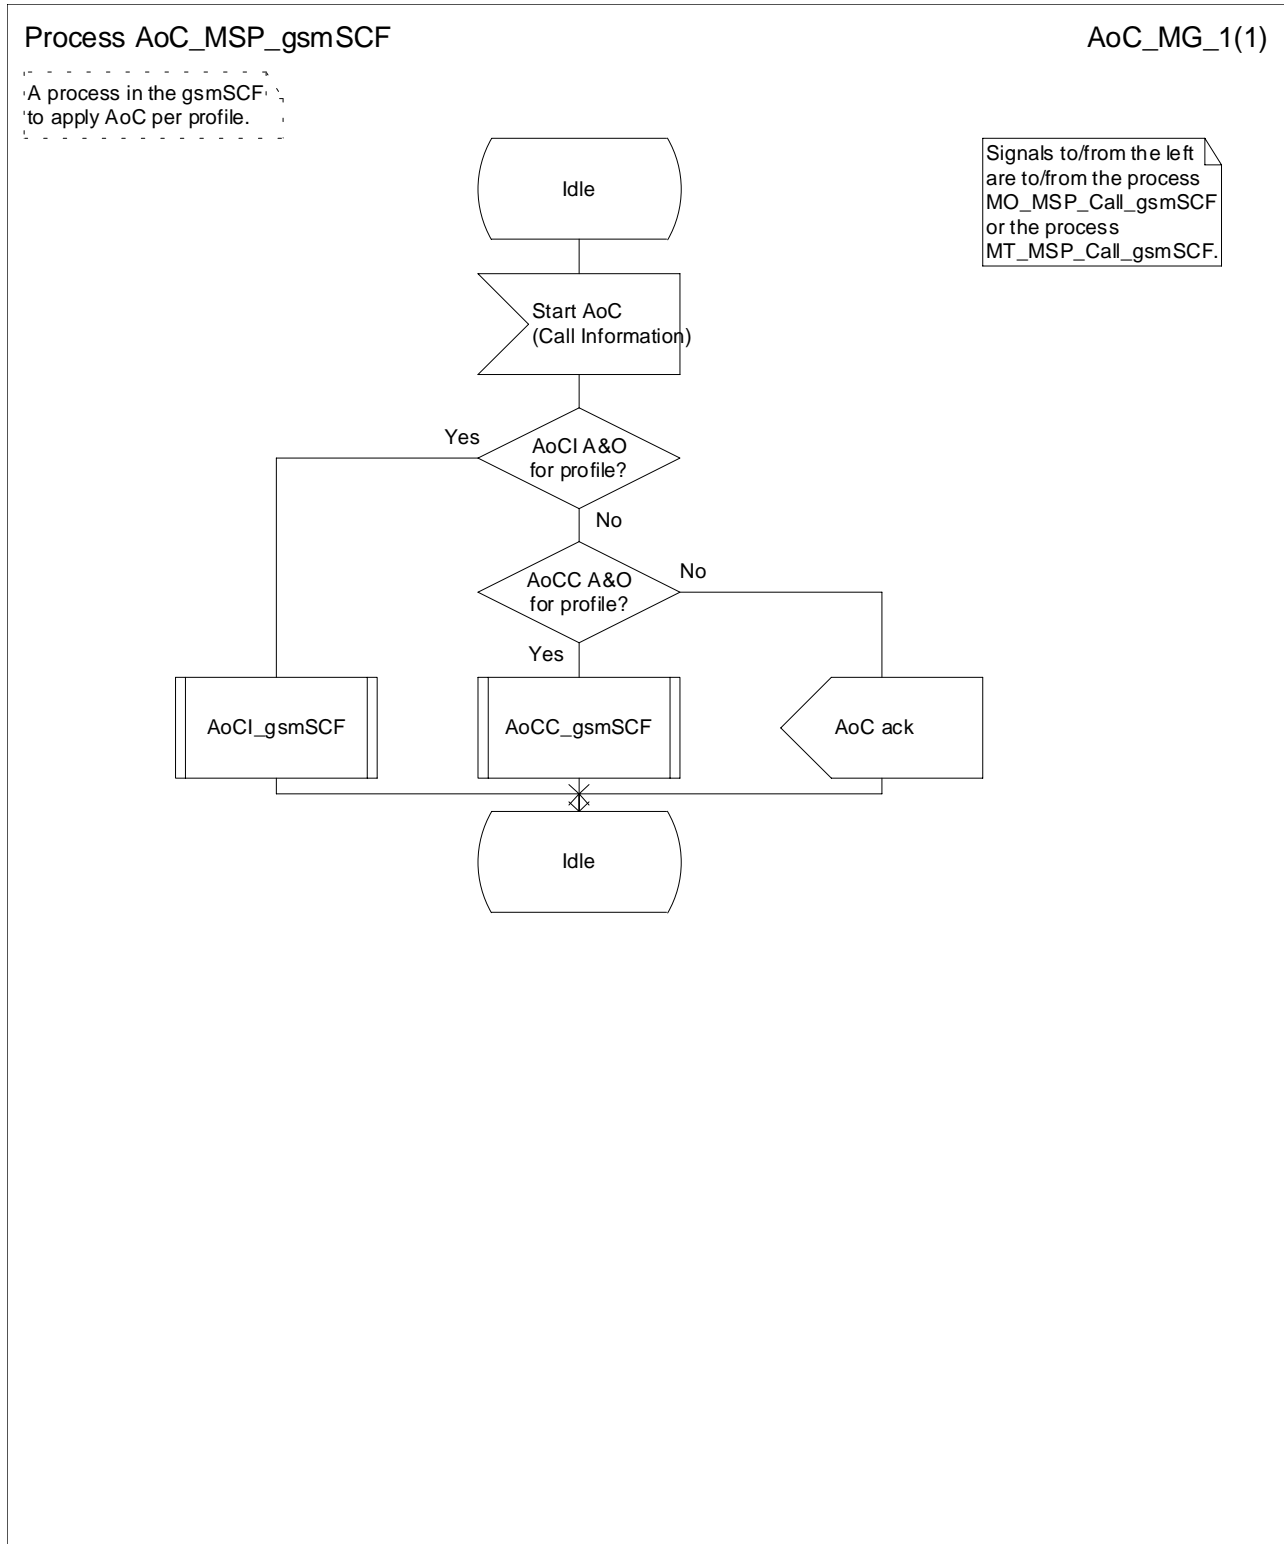 Process AoC_MSP_gsmSCF
AoC_MG_1(1)
A process in the gsmSCF
to apply AoC per profile.
Signals to/from the left
are to/from the process
MO_MSP_Call_gsmSCF
or the process
MT_MSP_Call_gsmSCF.
Idle
Start AoC
(Call Information)
Yes
AoCI A&O
for profile?
No
AoCC A&O
for profile?
No
Yes
AoCI_gsmSCF
AoCC_gsmSCF
AoC ack
Idle